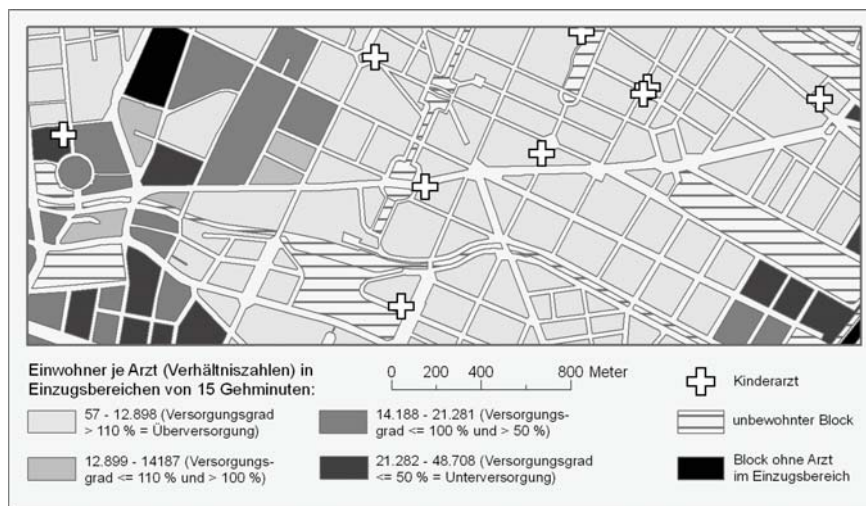 Einwohner je Arzt (Verhältniszahlen) in
Einzugsbereichen von 15 Gehminuten:
0 200 400 800 Meter
57 - 12.898 (Versorgungsgrad
> 110 % = Überversorgung)
12.899 - 14187 (Versorgungs-
grad <= 110 % und > 100 %)
14.188 - 21.281 (Versorgungs-
grad <= 100 % und > 50 %)
21.282 - 48.708 (Versorgungsgrad
<= 50 % = Unterversorgung)
Kinderarzt
unbewohnter Block
Block ohne Arzt
im Einzugsbereich